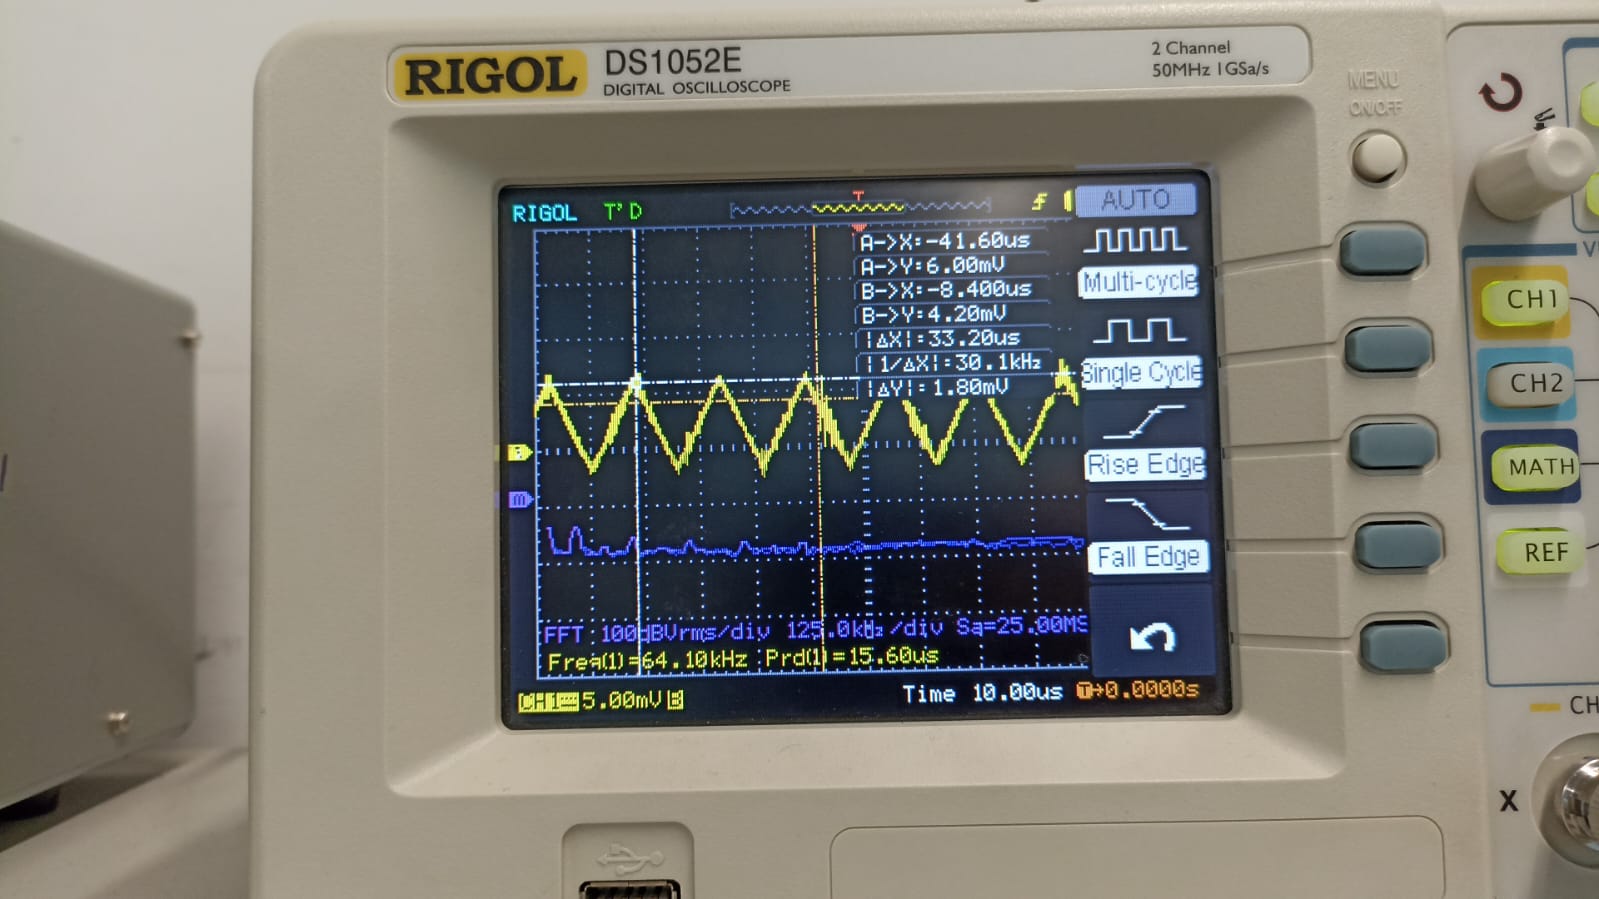 RIGOL DS1052E
DIGITAL OSCILLOSCOPE
2 Channel
50MHz 1GSa/s
MENU
ON/OFF
RIGOL T'D T AUTO
A->X:-41.60us
A->Y:6.00mV
B->X:-8.400us
B->Y:4.20mV
|ΔX|:33.20us
|1/ΔX|:30.1kHz
|ΔY|:1.80mV
Multi-cycle
Single Cycle
Rise Edge
Fall Edge
FFT 100dBVrms/div 125.0kHz/div Sa=25.00MS
Freq(1)=64.10kHz Prd(1)=15.60us
CH1 5.00mV B Time 10.00us T→0.0000s
CH1
CH2
MATH
REF
CH
X